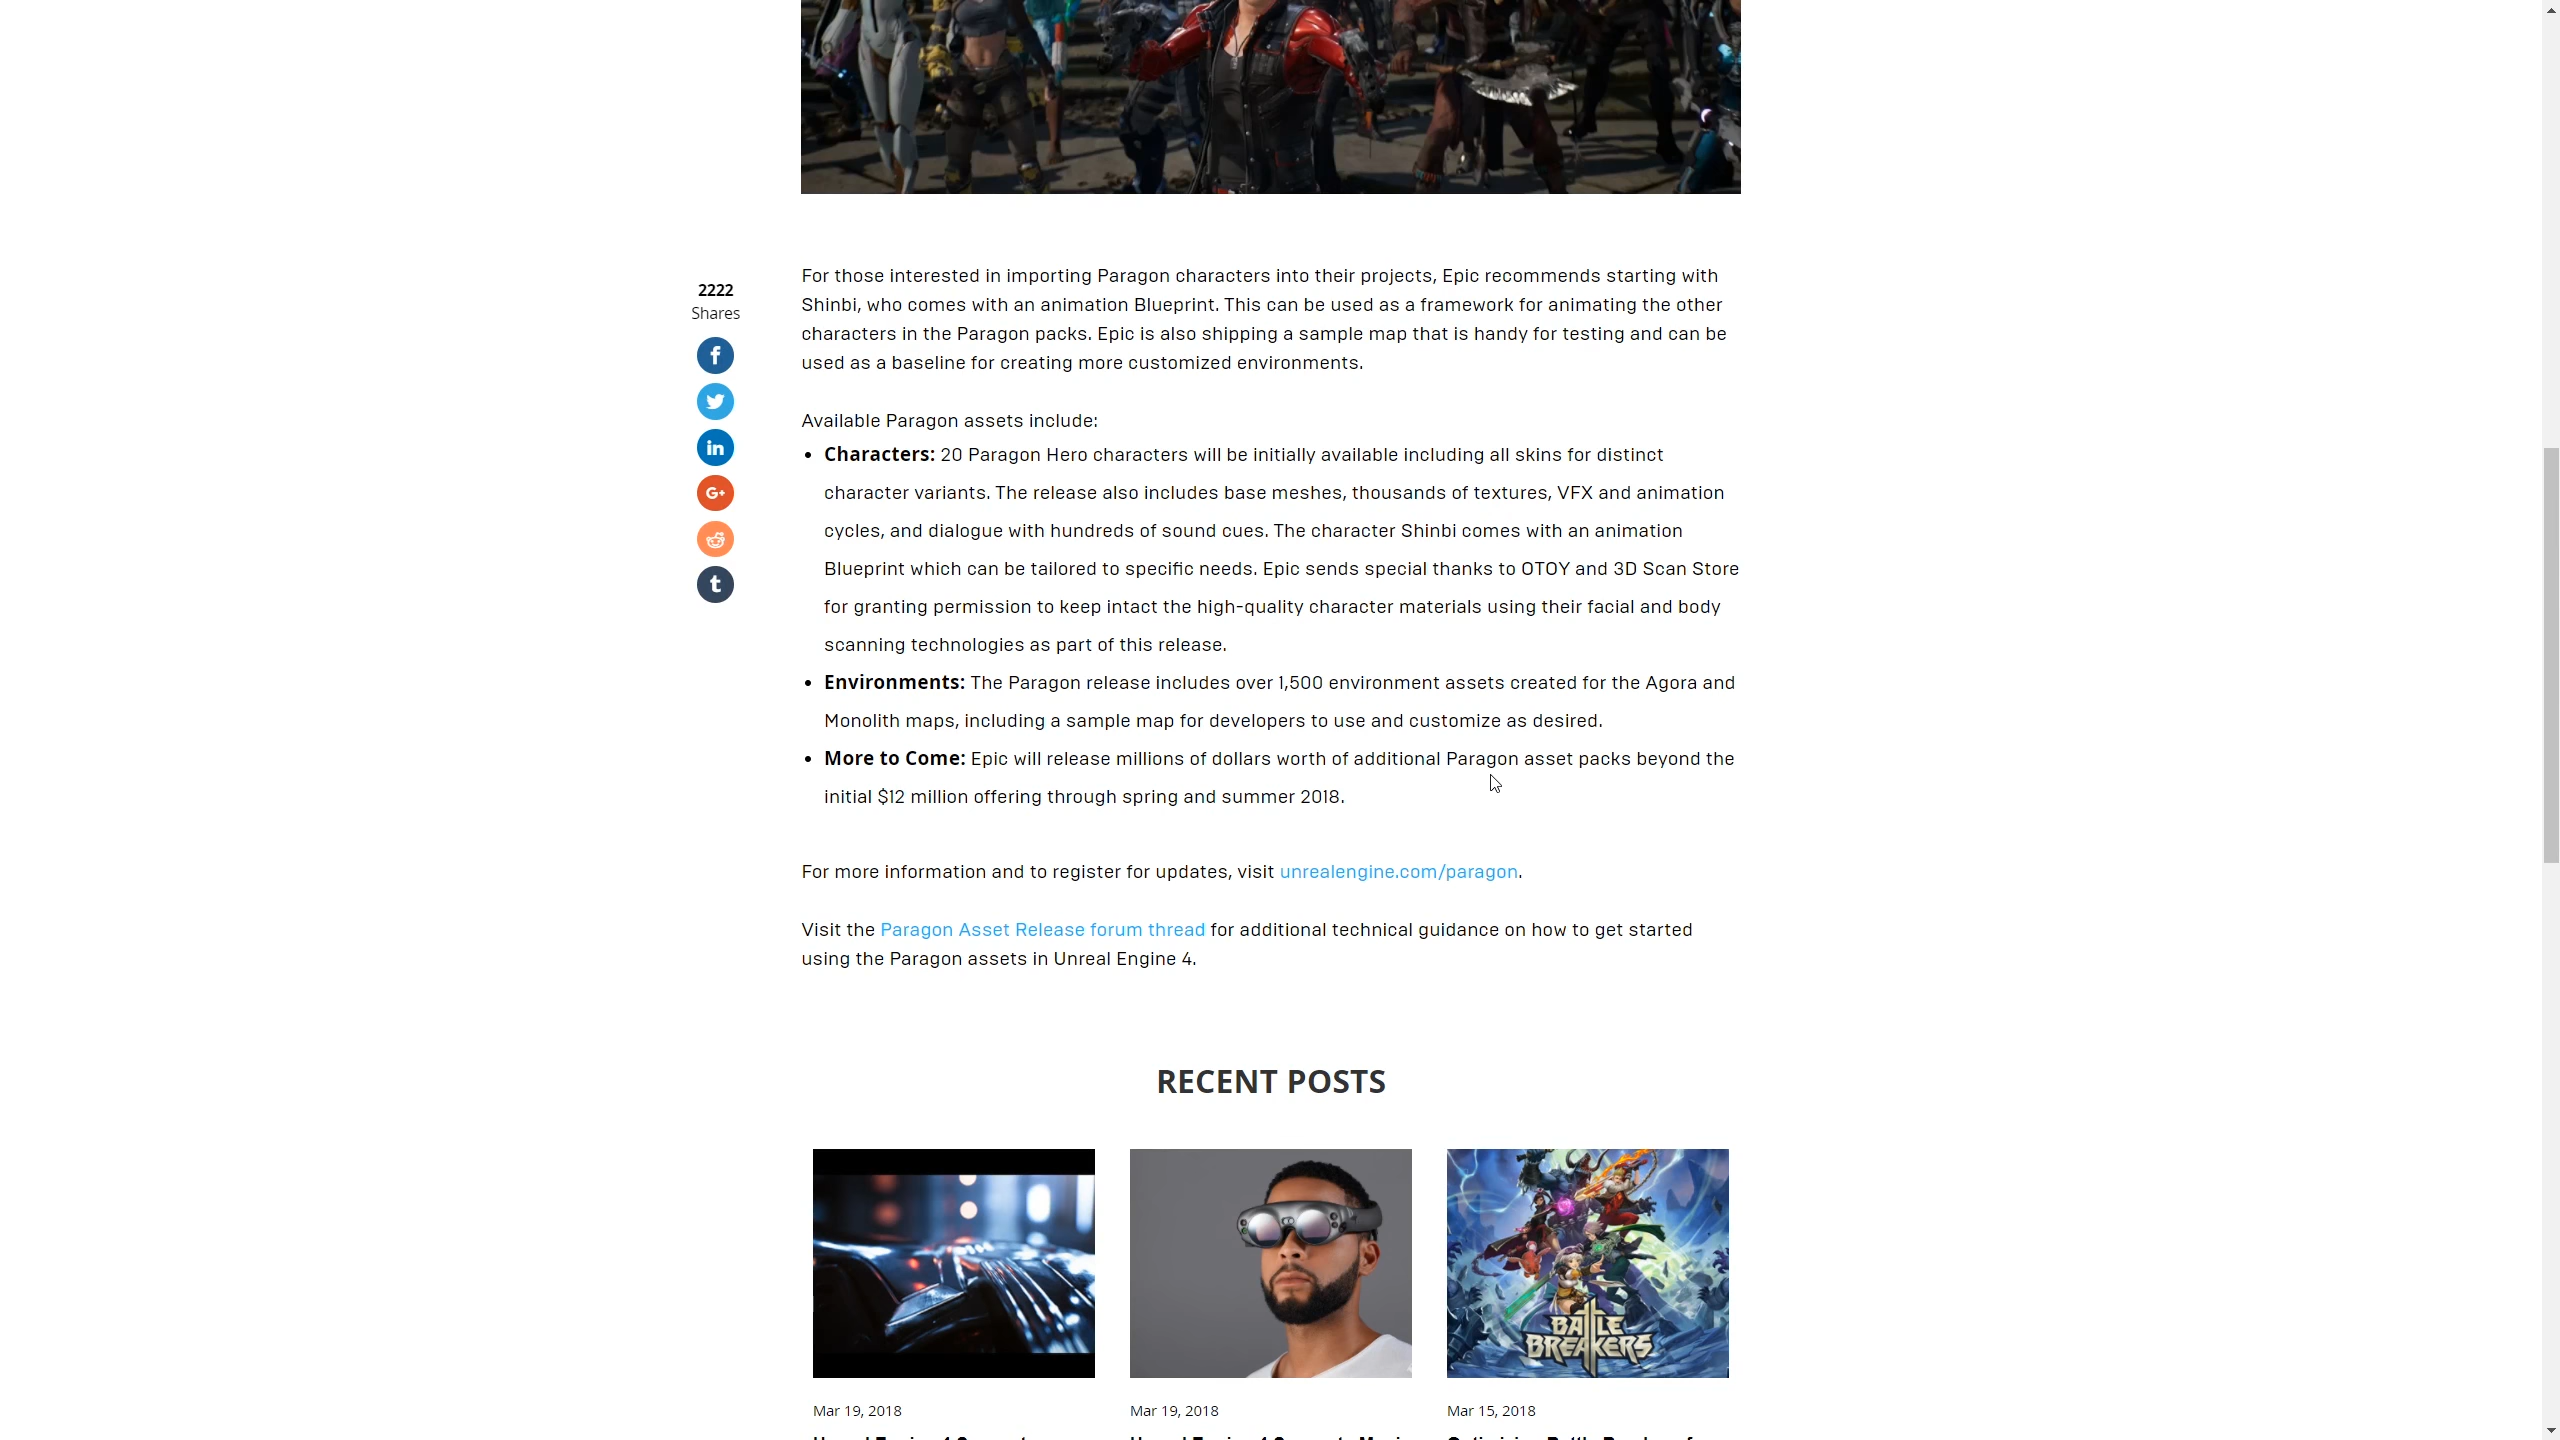 2222
Shares
For those interested in importing Paragon characters into their projects, Epic recommends starting with
Shinbi, who comes with an animation Blueprint. This can be used as a framework for animating the other
characters in the Paragon packs. Epic is also shipping a sample map that is handy for testing and can be
used as a baseline for creating more customized environments.
Available Paragon assets include:
• Characters: 20 Paragon Hero characters will be initially available including all skins for distinct
character variants. The release also includes base meshes, thousands of textures, VFX and animation
cycles, and dialogue with hundreds of sound cues. The character Shinbi comes with an animation
Blueprint which can be tailored to specific needs. Epic sends special thanks to OTOY and 3D Scan Store
for granting permission to keep intact the high-quality character materials using their facial and body
scanning technologies as part of this release.
• Environments: The Paragon release includes over 1,500 environment assets created for the Agora and
Monolith maps, including a sample map for developers to use and customize as desired.
• More to Come: Epic will release millions of dollars worth of additional Paragon asset packs beyond the
initial $12 million offering through spring and summer 2018.
For more information and to register for updates, visit unrealengine.com/paragon.
Visit the Paragon Asset Release forum thread for additional technical guidance on how to get started
using the Paragon assets in Unreal Engine 4.
RECENT POSTS
BATTLE
BREAKERS
Mar 19, 2018
Mar 19, 2018
Mar 15, 2018